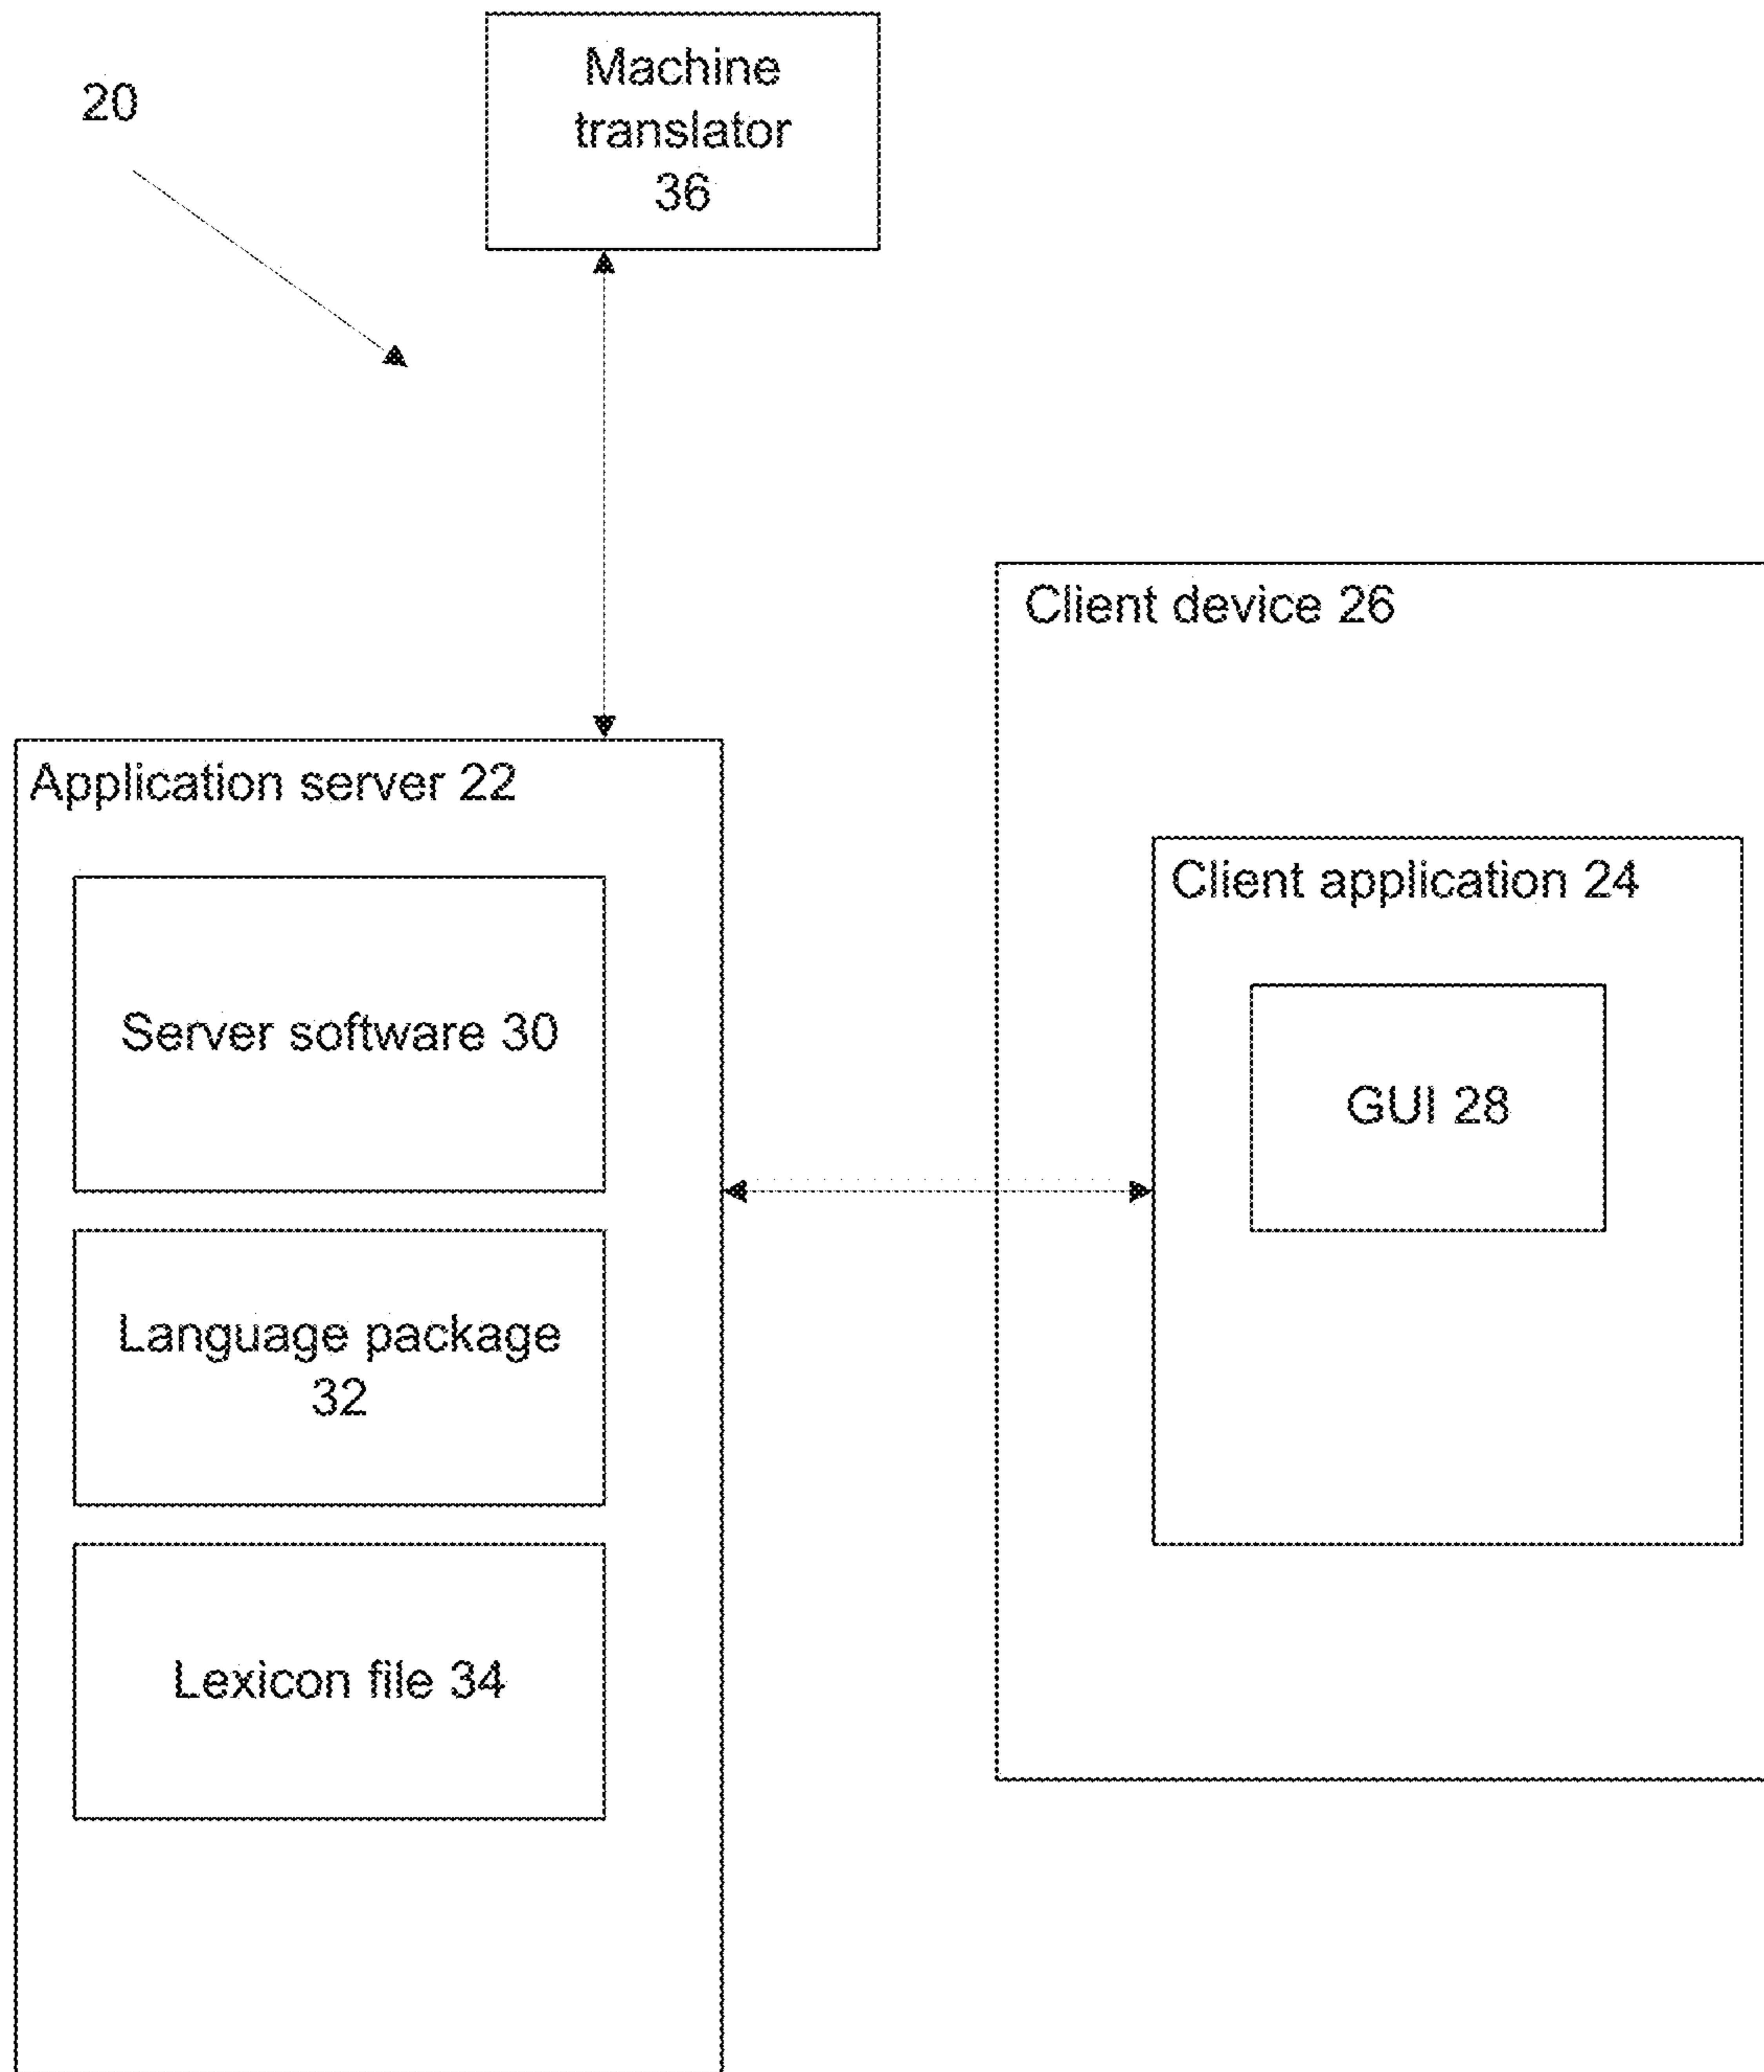 20
Machine
translator
36
Client device 26
Application server 22
Client application 24
Server software 30
GUI 28
Language package
32
Lexicon file 34